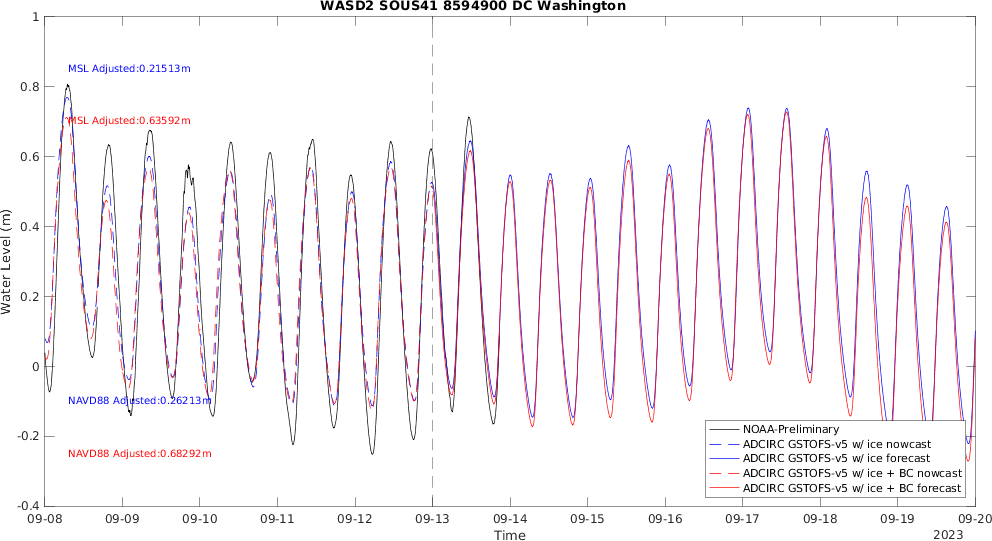 WASD2 SOUS41 8594900 DC Washington
1
0.8
0.6
0.4
0.2
0
-0.2
-0.4
Water Level (m)
MSL Adjusted:0.21513m
MSL Adjusted:0.63592m
NAVD88 Adjusted:0.26213m
NAVD88 Adjusted:0.68292m
NOAA-Preliminary
ADCIRC GSTOFS-v5 w/ ice nowcast
ADCIRC GSTOFS-v5 w/ ice forecast
ADCIRC GSTOFS-v5 w/ ice + BC nowcast
ADCIRC GSTOFS-v5 w/ ice + BC forecast
09-08 09-09 09-10 09-11 09-12 09-13 09-14 09-15 09-16 09-17 09-18 09-19 09-20
Time
2023